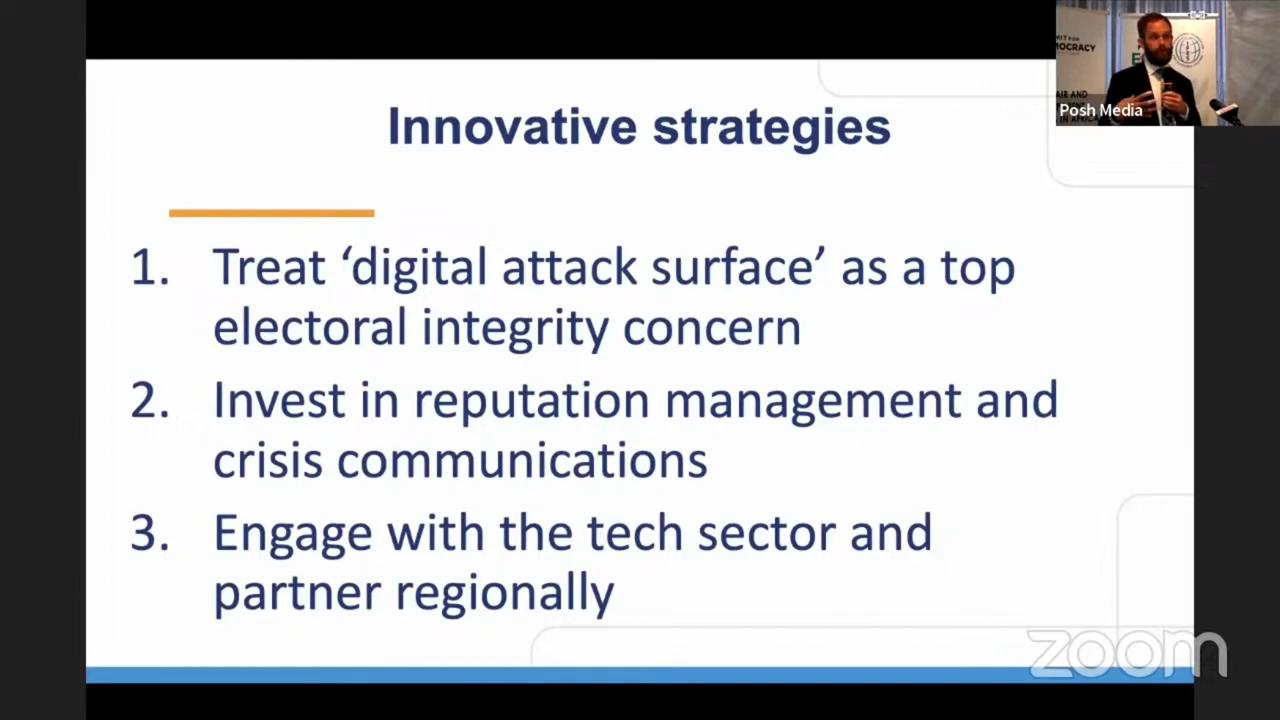 Innovative strategies
1. Treat ‘digital attack surface’ as a top
electoral integrity concern
2. Invest in reputation management and
crisis communications
3. Engage with the tech sector and
partner regionally
Posh Media
zoom